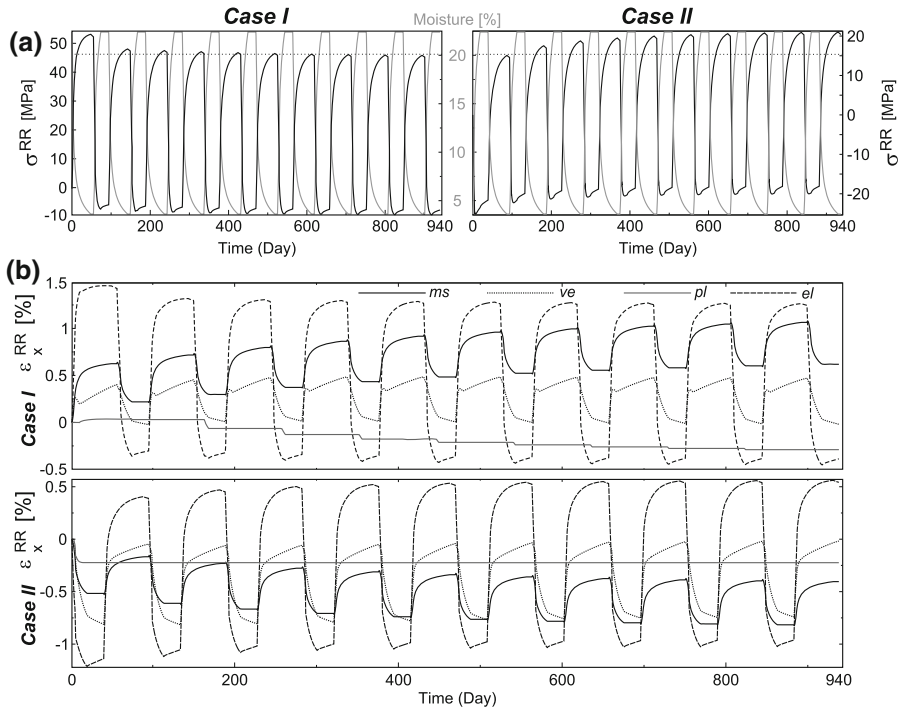 Case I
Moisture [%]
Case II
(a)
50
40
30
20
10
0
-10
σ^RR [MPa]
20
15
10
5
20
10
0
-10
-20
σ^RR [MPa]
0 200 400 600 800 940
Time (Day)
0 200 400 600 800 940
Time (Day)
(b)
1.5
1
0.5
0
-0.5
ε_x^RR [%]
Case I
ms ve pl el
0.5
0
-0.5
-1
ε_x^RR [%]
Case II
0 200 400 600 800 940
Time (Day)